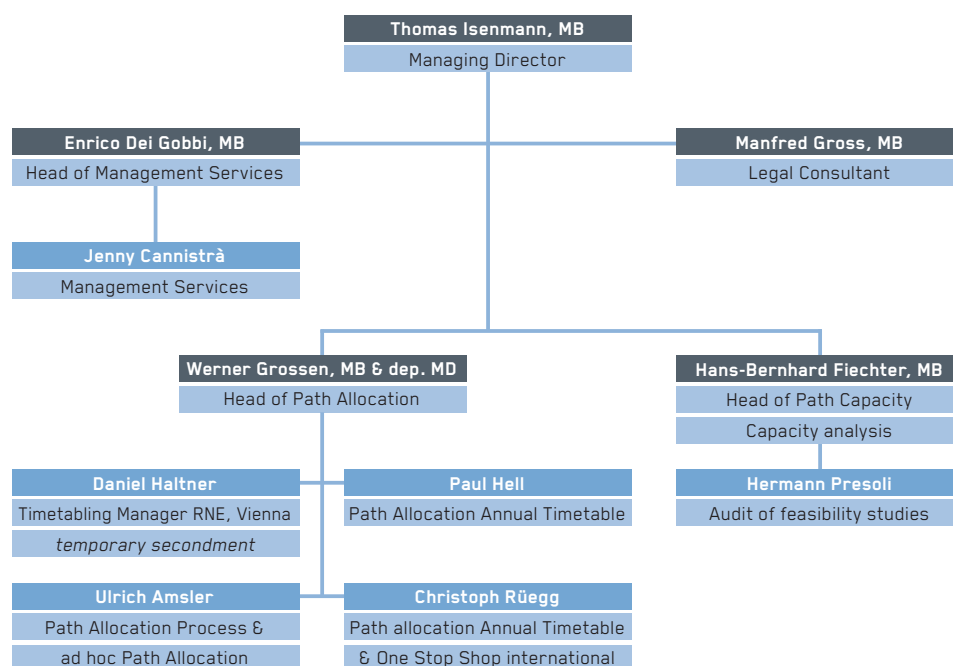 Thomas Isenmann, MB
Managing Director
Enrico Dei Gobbi, MB
Head of Management Services
Manfred Gross, MB
Legal Consultant
Jenny Cannistrà
Management Services
Werner Grossen, MB & dep. MD
Head of Path Allocation
Hans-Bernhard Fiechter, MB
Head of Path Capacity
Capacity analysis
Daniel Haltner
Timetabling Manager RNE, Vienna
temporary secondment
Paul Hell
Path Allocation Annual Timetable
Hermann Presoli
Audit of feasibility studies
Ulrich Amsler
Path Allocation Process &
ad hoc Path Allocation
Christoph Rüegg
Path allocation Annual Timetable
& One Stop Shop international